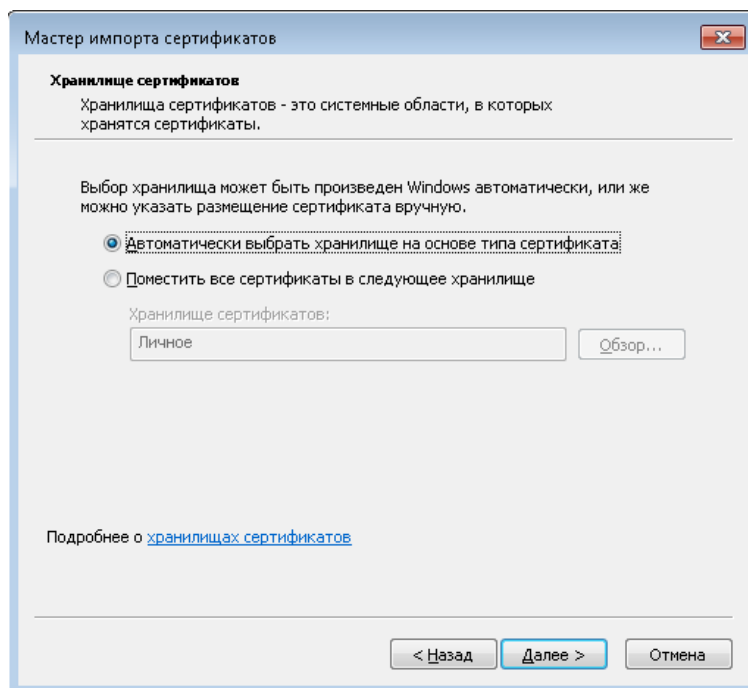 Мастер импорта сертификатов
Хранилище сертификатов
Хранилища сертификатов - это системные области, в которых
хранятся сертификаты.
Выбор хранилища может быть произведен Windows автоматически, или же
можно указать размещение сертификата вручную.
Автоматически выбрать хранилище на основе типа сертификата
Поместить все сертификаты в следующее хранилище
Хранилище сертификатов:
Личное
Обзор...
Подробнее о хранилищах сертификатов
< Назад
Далее >
Отмена